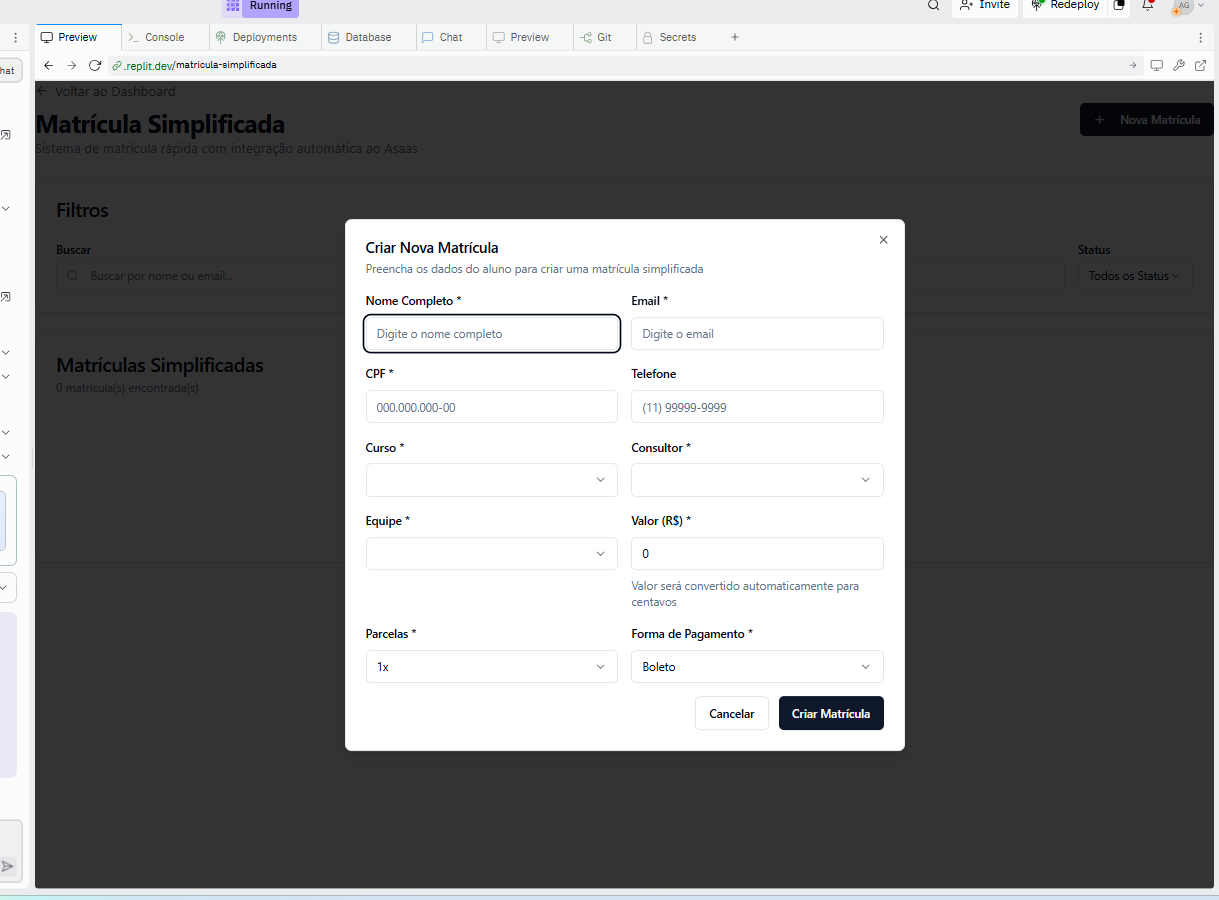 Running
Invite
Redeploy
AG
Preview
Console
Deployments
Database
Chat
Preview
Git
Secrets
hat
.replit.dev/matricula-simplificada
Voltar ao Dashboard
Matrícula Simplificada
Nova Matrícula
Sistema de matrícula rápida com integração automática ao Asaas
Filtros
Buscar
Status
Buscar por nome ou email...
Todos os Status
Matrículas Simplificadas
0 matrícula(s) encontrada(s)
Criar Nova Matrícula
Preencha os dados do aluno para criar uma matrícula simplificada
Nome Completo *
Email *
Digite o nome completo
Digite o email
CPF *
Telefone
000.000.000-00
(11) 99999-9999
Curso *
Consultor *
Equipe *
Valor (R$) *
0
Valor será convertido automaticamente para
centavos
Parcelas *
Forma de Pagamento *
1x
Boleto
Cancelar
Criar Matrícula